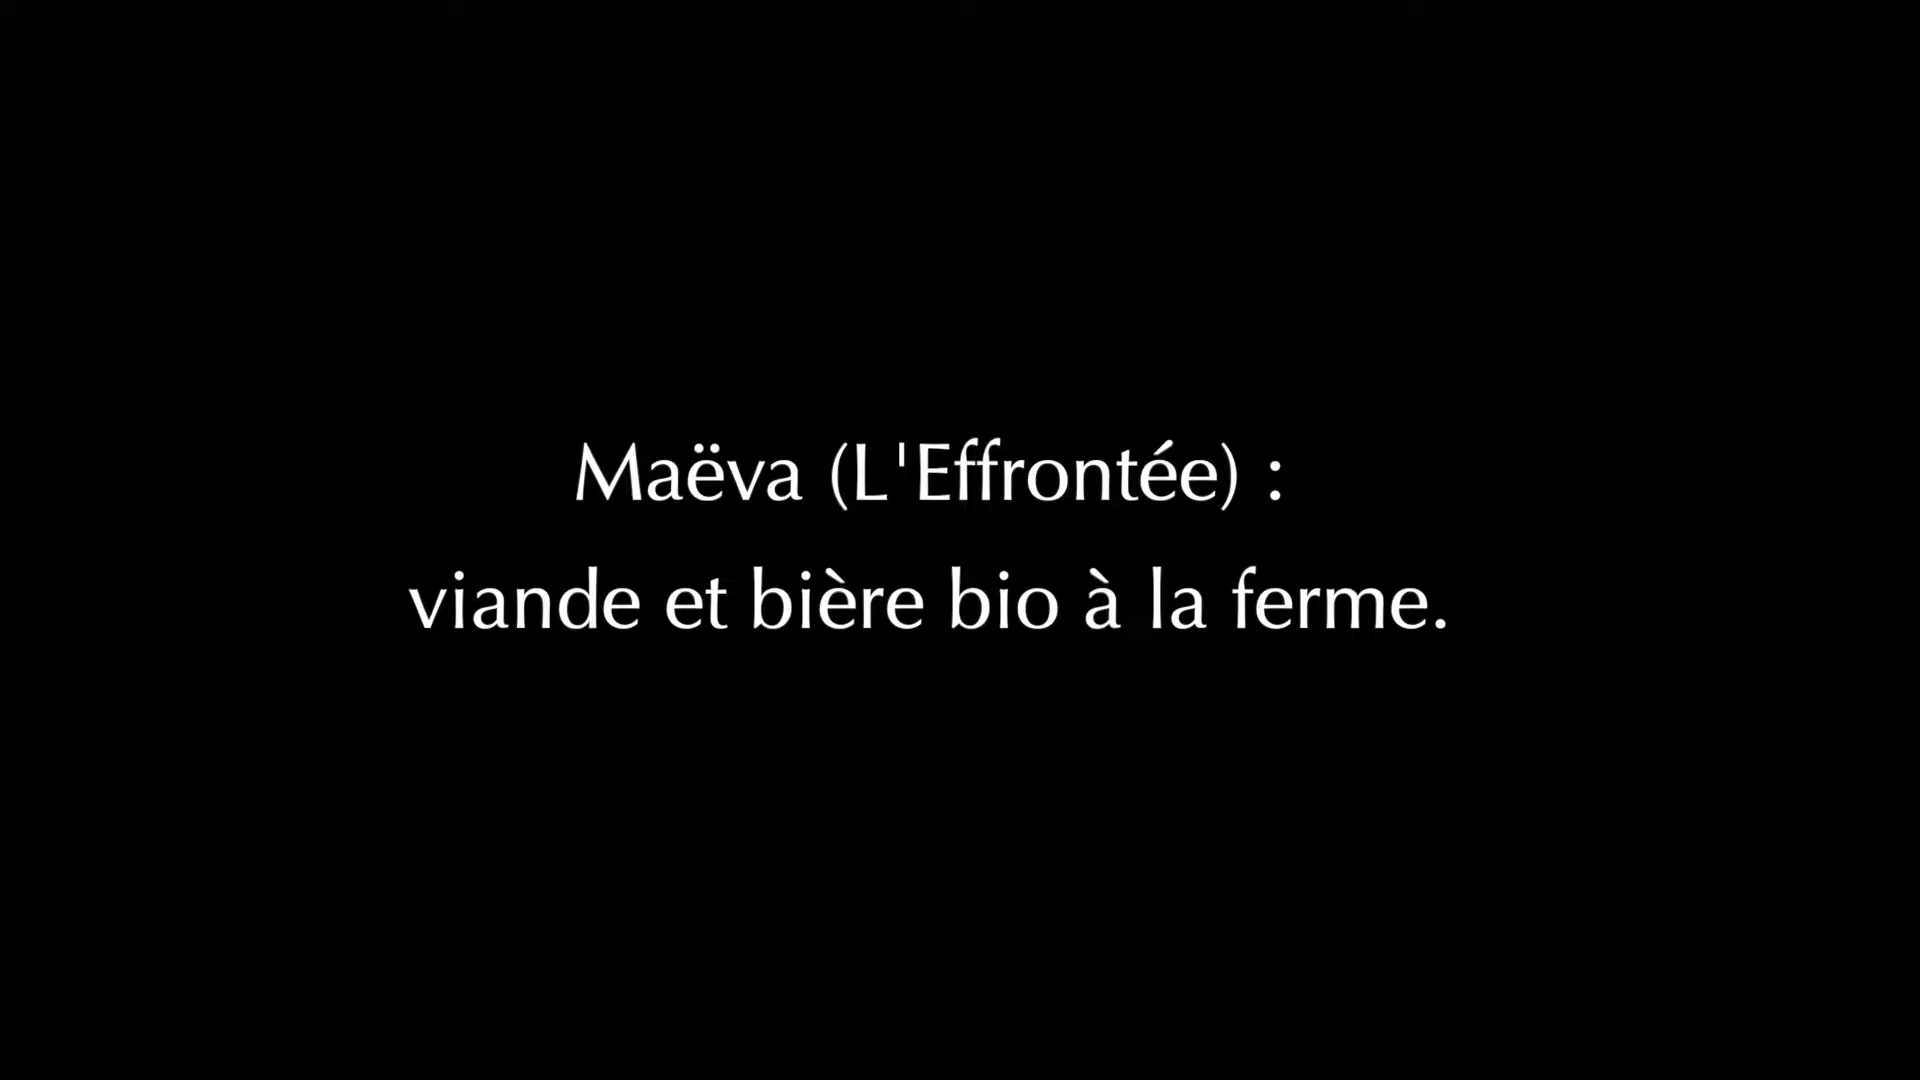 Maëva (L'Effrontée) :
viande et bière bio à la ferme.